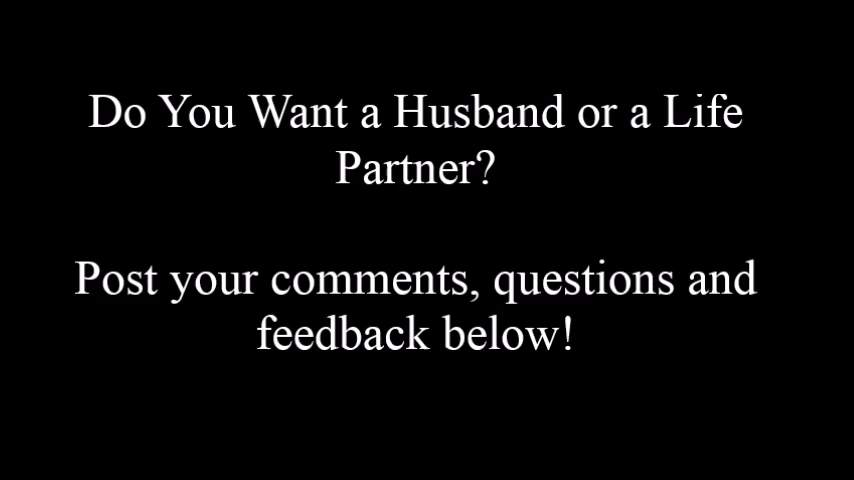 Do You Want a Husband or a Life
Partner?
Post your comments, questions and
feedback below!